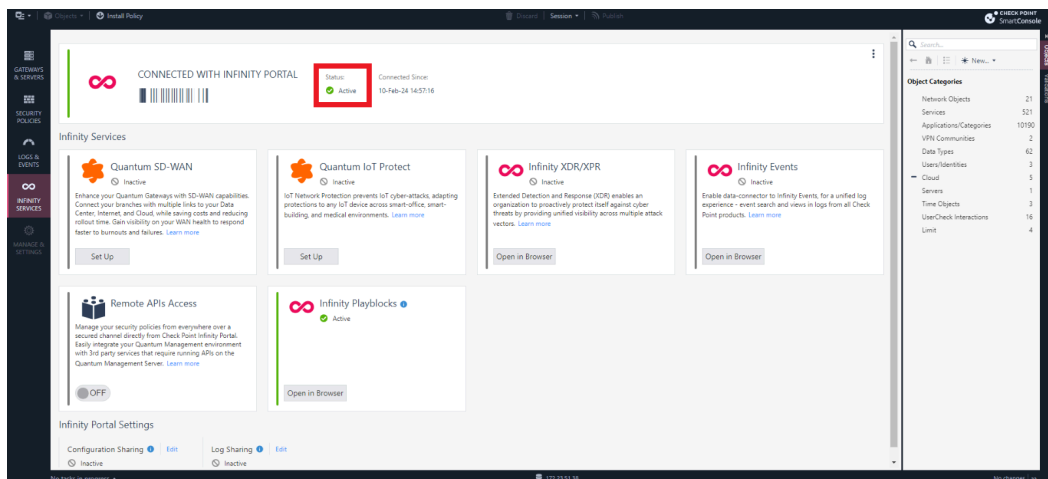 Objects
Install Policy
Discard
Session
Publish
CHECK POINT
SmartConsole
GATEWAYS
& SERVERS
SECURITY
POLICIES
LOGS &
EVENTS
INFINITY
SERVICES
MANAGE &
SETTINGS
CONNECTED WITH INFINITY PORTAL
Status:
Active
Connected Since:
10-Feb-24 14:57:16
Infinity Services
Quantum SD-WAN
Inactive
Enhance your Quantum Gateways with SD-WAN capabilities.
Connect your branches with multiple links to your Data
Center, Internet, and Cloud, while saving costs and reducing
rollout time. Gain visibility on your WAN health to respond
faster to burnouts and failures. Learn more
Set Up
Quantum IoT Protect
Inactive
IoT Network Protection prevents IoT cyber-attacks, adapting
protections to any IoT device across smart-office, smart-
building, and medical environments. Learn more
Set Up
Infinity XDR/XPR
Inactive
Extended Detection and Response (XDR) enables an
organization to proactively protect itself against cyber
threats by providing unified visibility across multiple attack
vectors. Learn more
Open in Browser
Infinity Events
Inactive
Enable data-connector to Infinity Events, for a unified log
experience - event search and views in logs from all Check
Point products. Learn more
Open in Browser
Remote APIs Access
Manage your security policies from everywhere over a
secured channel directly from Check Point Infinity Portal.
Easily integrate your Quantum Management environment
with 3rd party services that require running APIs on the
Quantum Management Server. Learn more
OFF
Infinity Playblocks
Active
Open in Browser
Infinity Portal Settings
Configuration Sharing Edit
Inactive
Log Sharing Edit
Inactive
Search...
New...
Object Categories
Network Objects 21
Services 521
Applications/Categories 10190
VPN Communities 2
Data Types 62
Users/Identities 3
Cloud 5
Servers 1
Time Objects 3
UserCheck Interactions 16
Limit 4
Objects
Validations
No tasks in progress
172.23.51.38
No changes